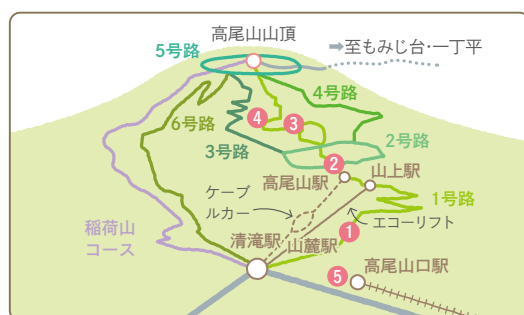 高尾山山頂
5号路
➡至もみじ台・一丁平
4号路
6号路
4
3
3号路
2号路
2
高尾山駅
山上駅
ケーブ
ルカー
1号路
エコーリフト
稲荷山
コース
清滝駅
山麓駅
1
高尾山口駅
5